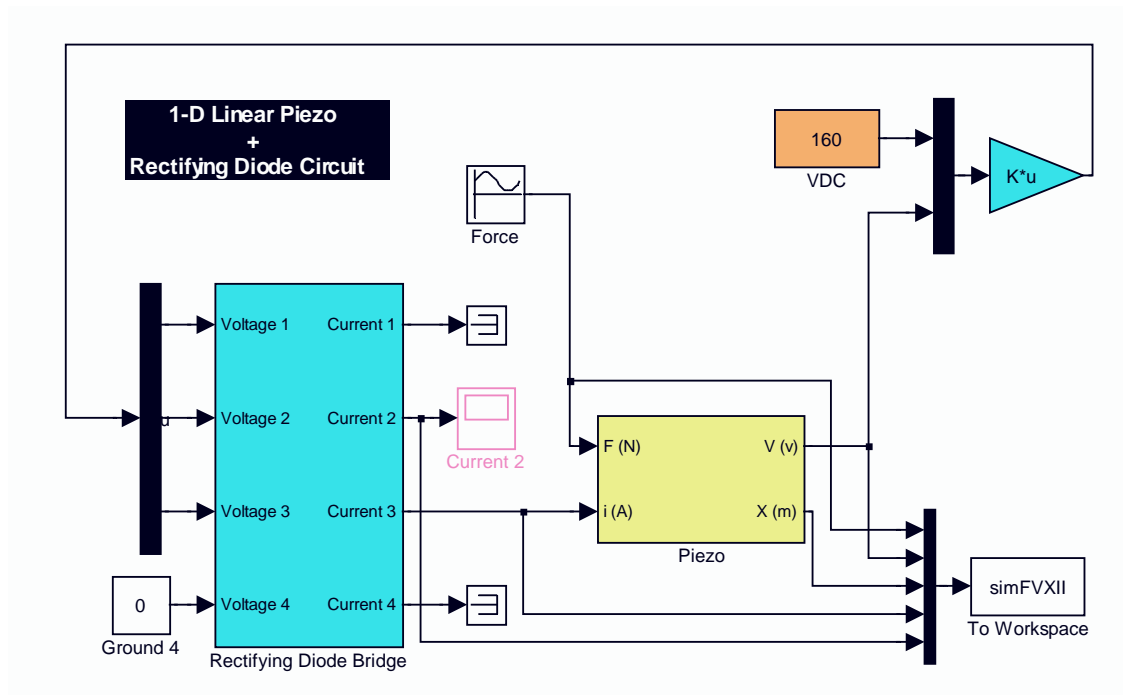 1-D Linear Piezo
+
Rectifying Diode Circuit
160
VDC
K*u
Force
Voltage 1
Current 1
Voltage 2
Current 2
Current 2
F (N)
V (v)
Voltage 3
Current 3
i (A)
X (m)
Piezo
0
Ground 4
Voltage 4
Current 4
Rectifying Diode Bridge
simFVXII
To Workspace